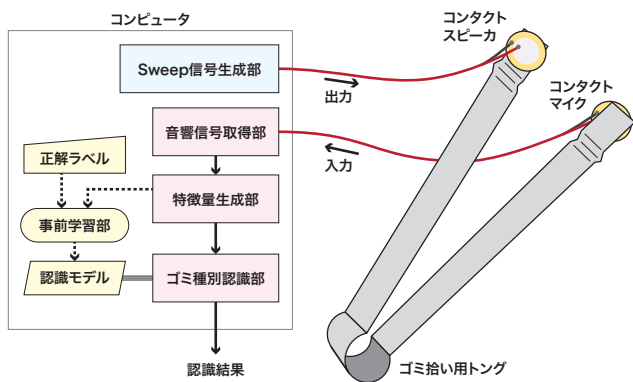 コンピュータ
Sweep信号生成部
音響信号取得部
正解ラベル
特徴量生成部
事前学習部
認識モデル
ゴミ種別認識部
認識結果
出力
入力
コンタクト
スピーカ
コンタクト
マイク
ゴミ拾い用トング